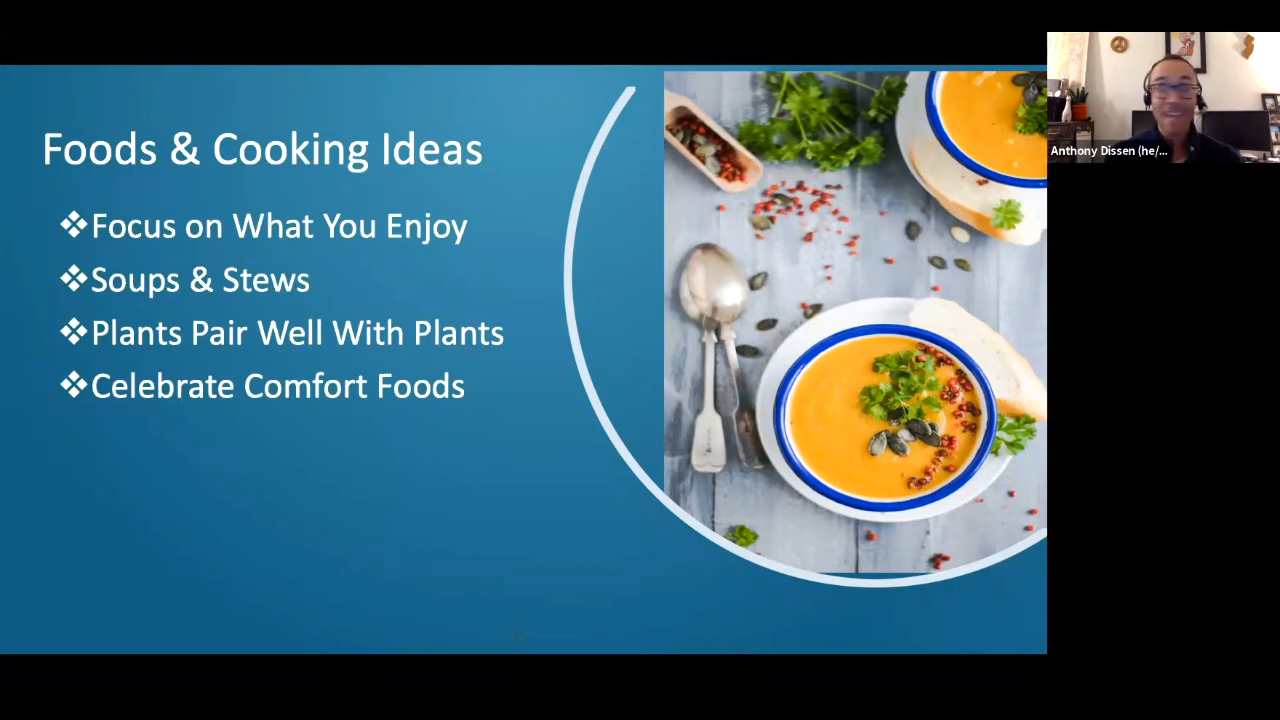 Foods & Cooking Ideas
❖Focus on What You Enjoy
❖Soups & Stews
❖Plants Pair Well With Plants
❖Celebrate Comfort Foods
Anthony Dissen (he/...